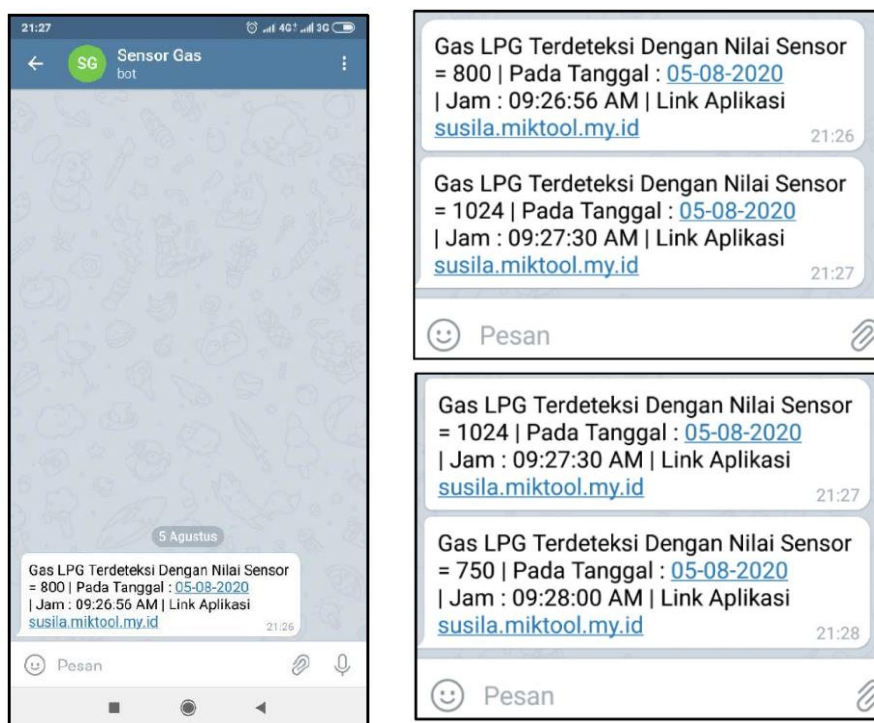 21:27
4G 3G
SG
Sensor Gas
bot
5 Agustus
Gas LPG Terdeteksi Dengan Nilai Sensor
= 800 | Pada Tanggal : 05-08-2020
| Jam : 09:26:56 AM | Link Aplikasi
susila.miktool.my.id
21:26
Pesan
Gas LPG Terdeteksi Dengan Nilai Sensor
= 800 | Pada Tanggal : 05-08-2020
| Jam : 09:26:56 AM | Link Aplikasi
susila.miktool.my.id
21:26
Gas LPG Terdeteksi Dengan Nilai Sensor
= 1024 | Pada Tanggal : 05-08-2020
| Jam : 09:27:30 AM | Link Aplikasi
susila.miktool.my.id
21:27
Pesan
Gas LPG Terdeteksi Dengan Nilai Sensor
= 1024 | Pada Tanggal : 05-08-2020
| Jam : 09:27:30 AM | Link Aplikasi
susila.miktool.my.id
21:27
Gas LPG Terdeteksi Dengan Nilai Sensor
= 750 | Pada Tanggal : 05-08-2020
| Jam : 09:28:00 AM | Link Aplikasi
susila.miktool.my.id
21:28
Pesan